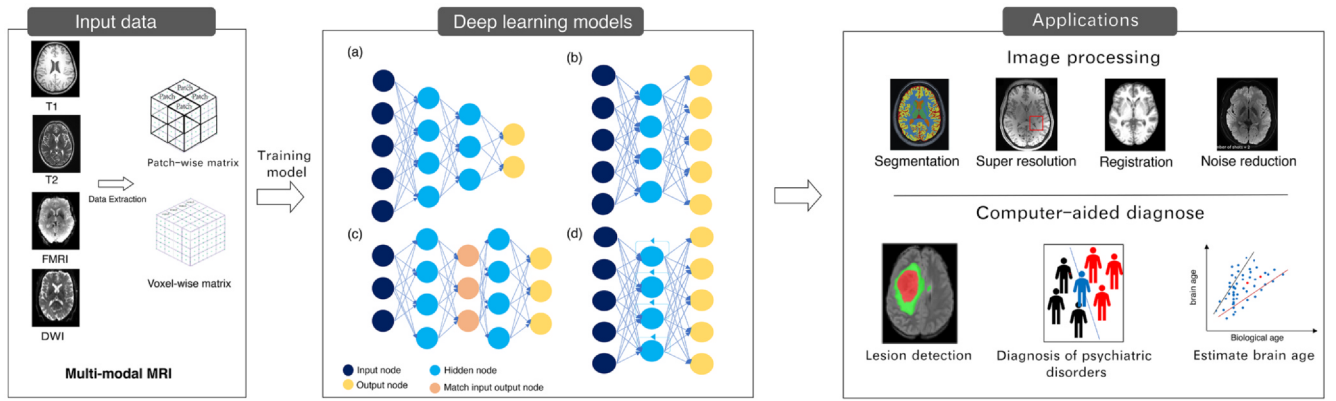 Input data
T1
T2
FMRI
DWI
Data Extraction
Patch
Patch
Patch
Patch
Patch-wise matrix
Voxel-wise matrix
Multi-modal MRI
Training
model
Deep learning models
(a)
(b)
(c)
(d)
Input node
Hidden node
Output node
Match input output node
Applications
Image processing
Segmentation
Super resolution
Registration
Noise reduction
Computer-aided diagnose
Lesion detection
Diagnosis of psychiatric
disorders
brain age
Biological age
Estimate brain age